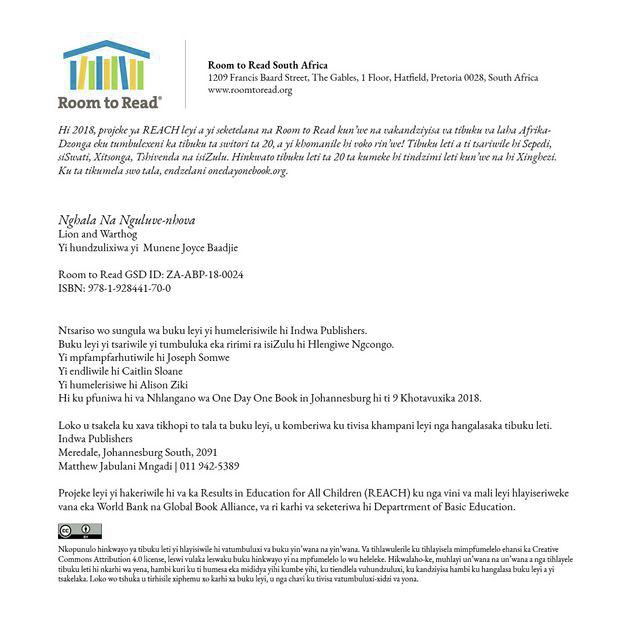 Room to Read®
Room to Read South Africa
1209 Francis Baard Street, The Gables, 1 Floor, Hatfield, Pretoria 0028, South Africa
www.roomtoread.org
Hi 2018, projeke ya REACH leyi a yi seketelana na Room to Read kun'we na vakandziyisa va tibuku va laha Afrika-
Dzonga eku tumbulexeni ka tibuku ta switori ta 20, a yi khomanile hi voko rin'we! Tibuku leti a ti tsariwile hi Sepedi,
siSwati, Xitsonga, Tshivenda na isiZulu. Hinkwato tibuku leti ta 20 ta kumeke hi tindzimi leti kun'we na hi Xinghezi.
Ku ta tikumela swo tala, endzelani onedayonebook.org.
Nghala Na Nguluve-nhova
Lion and Warthog
Yi hundzulixiwa yi Munene Joyce Baadjie
Room to Read GSD ID: ZA-ABP-18-0024
ISBN: 978-1-928441-70-0
Ntsariso wo sungula wa buku leyi yi humelerisiwile hi Indwa Publishers.
Buku leyi yi tsariwile yi tumbuluka eka ririmi ra isiZulu hi Hlengiwe Ngcongo.
Yi mpfampfarhutiwile hi Joseph Somwe
Yi endliwile hi Caitlin Sloane
Yi humelerisiwe hi Alison Ziki
Hi ku pfuniwa hi va Nhlangano wa One Day One Book in Johannesburg hi ti 9 Khotavuxika 2018.
Loko u tsakela ku xava tikhopi to tala ta buku leyi, u komberiwa ku tivisa khampani leyi nga hangalasaka tibuku leti.
Indwa Publishers
Meredale, Johannesburg South, 2091
Matthew Jabulani Mngadi | 011 942-5389
Projeke leyi yi hakeriwile hi va ka Results in Education for All Children (REACH) ku nga vini va mali leyi hlayiseriweke
vana eka World Bank na Global Book Alliance, va ri karhi va seketeriwa hi Department of Basic Education.
cc BY
Nkopunulo hinkwayo ya tibuku leti yi hlayisiwile hi vatumbuluxi va buku yin'wana na yin'wana. Va tihlawulerile ku tihlayisela mpimpfumelelo ehansi ka Creative
Commons Attribution 4.0 license, leswi vulaka leswaku buku hinkwayo yi na mpfumelelo lo wu heleleke. Hikwalaho-ke, muhlayi un'wana na un'wana a nga tihlayele
tibuku leti hi nkarhi wa yena, hambi kuri ku ti humesa eka mididya yihi kumbe yihi, ku tiendlela vuhundzuluxi, ku kandziyisa hambi ku hangalasa buku leyi a yi
tsakelaka. Loko wo tshuka u tirhisile xiphemu xo karhi xa buku leyi, u nga chavi ku tivisa vatumbuluxi-xidzi va yona.